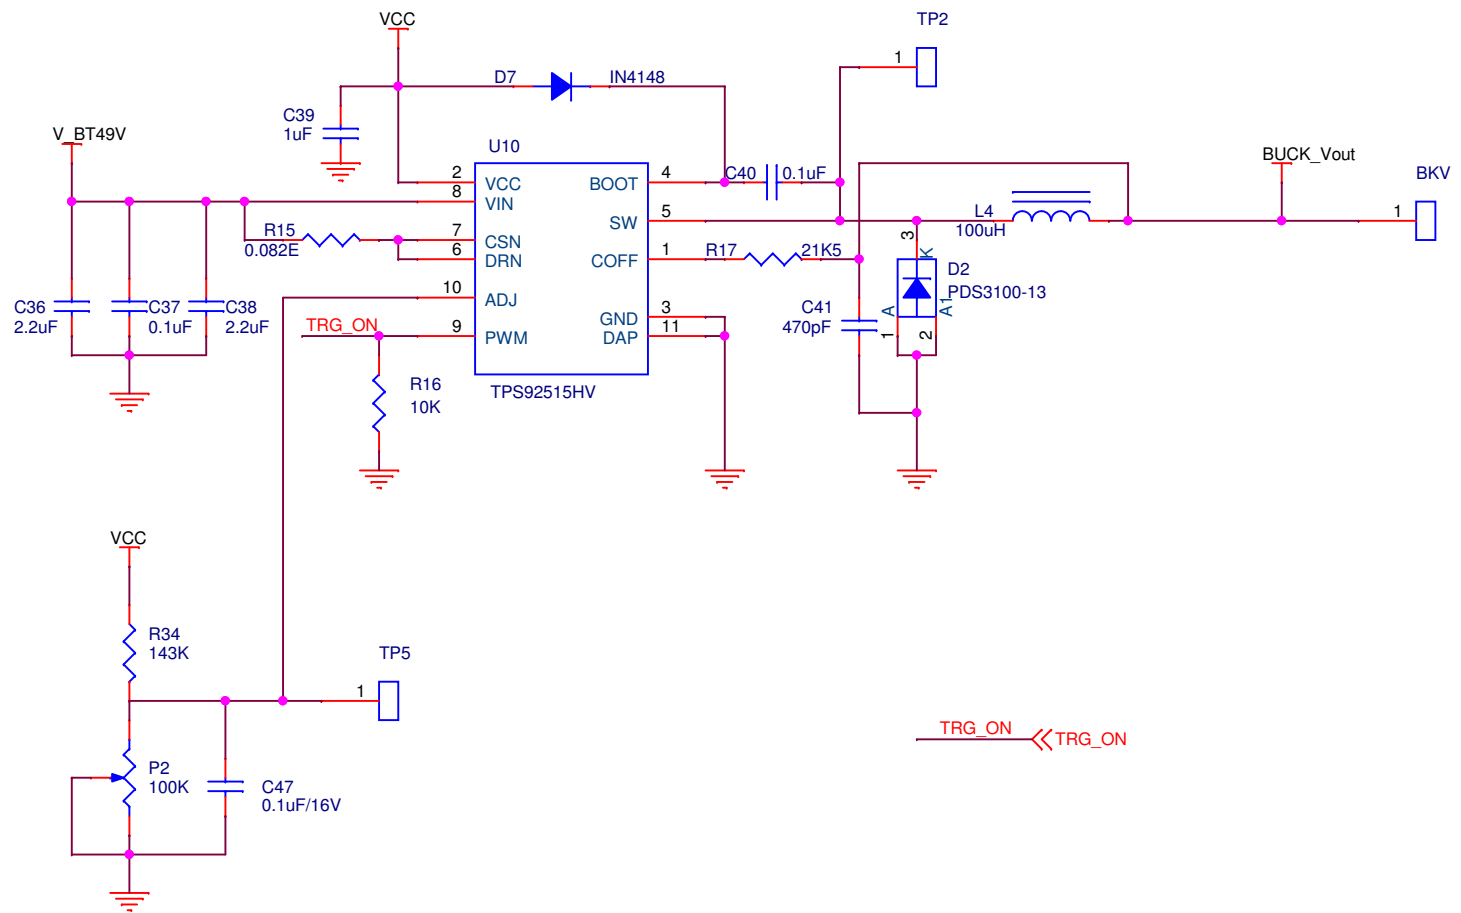 VCC
TP2
1
D7
IN4148
C39
1uF
V_BT49V
U10
BUCK_Vout
BKV
2
VCC
BOOT
4
C40
0.1uF
8
VIN
SW
5
L4
100uH
1
R15
0.082E
7
CSN
6
DRN
COFF
1
R17
21K5
3
K
D2
PDS3100-13
A
A1
1
2
10
ADJ
C36
2.2uF
C37
0.1uF
C38
2.2uF
C41
470pF
GND
3
TRG_ON
9
PWM
DAP
11
R16
10K
TPS92515HV
VCC
R34
143K
TP5
1
TRG_ON
TRG_ON
P2
100K
C47
0.1uF/16V